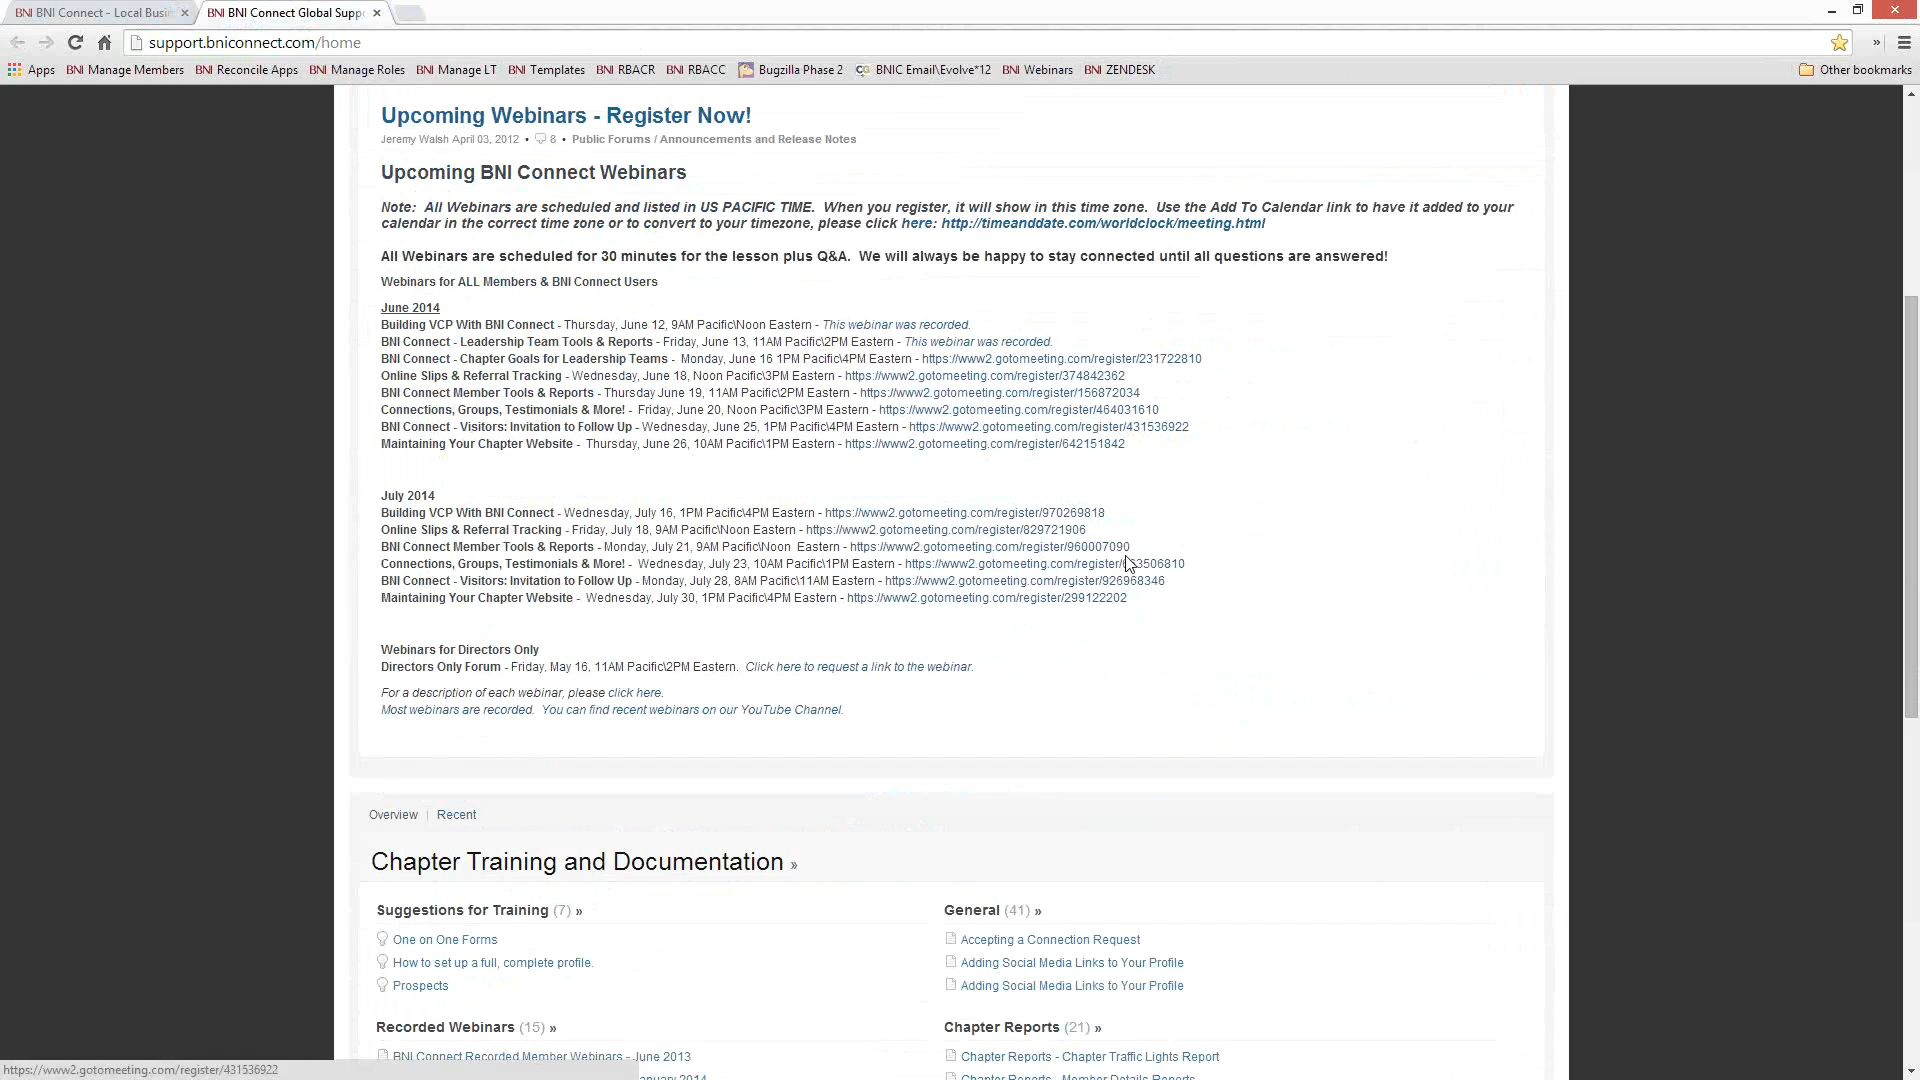 BNI BNI Connect - Local Busin
BNI BNI Connect Global Suppo
support.bniconnect.com/home
Apps BNI Manage Members BNI Reconcile Apps BNI Manage Roles BNI Manage LT BNI Templates BNI RBACR BNI RBACC Bugzilla Phase 2 BNIC Email\Evolve*12 BNI Webinars BNI ZENDESK » Other bookmarks
Upcoming Webinars - Register Now!
Jeremy Walsh April 03, 2012 • 8 • Public Forums / Announcements and Release Notes
Upcoming BNI Connect Webinars
Note: All Webinars are scheduled and listed in US PACIFIC TIME. When you register, it will show in this time zone. Use the Add To Calendar link to have it added to your
calendar in the correct time zone or to convert to your timezone, please click here: http://timeanddate.com/worldclock/meeting.html
All Webinars are scheduled for 30 minutes for the lesson plus Q&A. We will always be happy to stay connected until all questions are answered!
Webinars for ALL Members & BNI Connect Users
June 2014
Building VCP With BNI Connect - Thursday, June 12, 9AM Pacific\Noon Eastern - This webinar was recorded.
BNI Connect - Leadership Team Tools & Reports - Friday, June 13, 11AM Pacific\2PM Eastern - This webinar was recorded.
BNI Connect - Chapter Goals for Leadership Teams - Monday, June 16 1PM Pacific\4PM Eastern - https://www2.gotomeeting.com/register/231722810
Online Slips & Referral Tracking - Wednesday, June 18, Noon Pacific\3PM Eastern - https://www2.gotomeeting.com/register/374842362
BNI Connect Member Tools & Reports - Thursday June 19, 11AM Pacific\2PM Eastern - https://www2.gotomeeting.com/register/156872034
Connections, Groups, Testimonials & More! - Friday, June 20, Noon Pacific\3PM Eastern - https://www2.gotomeeting.com/register/464031610
BNI Connect - Visitors: Invitation to Follow Up - Wednesday, June 25, 1PM Pacific\4PM Eastern - https://www2.gotomeeting.com/register/431536922
Maintaining Your Chapter Website - Thursday, June 26, 10AM Pacific\1PM Eastern - https://www2.gotomeeting.com/register/642151842
July 2014
Building VCP With BNI Connect - Wednesday, July 16, 1PM Pacific\4PM Eastern - https://www2.gotomeeting.com/register/970269818
Online Slips & Referral Tracking - Friday, July 18, 9AM Pacific\Noon Eastern - https://www2.gotomeeting.com/register/829721906
BNI Connect Member Tools & Reports - Monday, July 21, 9AM Pacific\Noon Eastern - https://www2.gotomeeting.com/register/960007090
Connections, Groups, Testimonials & More! - Wednesday, July 23, 10AM Pacific\1PM Eastern -
BNI Connect - Visitors: Invitation to Follow Up - Monday, July 28, 8AM Pacific\11AM Eastern - https://www2.gotomeeting.com/register/926968346
Maintaining Your Chapter Website - Wednesday, July 30, 1PM Pacific\4PM Eastern - https://www2.gotomeeting.com/register/299122202
Webinars for Directors Only
Directors Only Forum - Friday, May 16, 11AM Pacific\2PM Eastern. Click here to request a link to the webinar.
For a description of each webinar, please click here.
Most webinars are recorded. You can find recent webinars on our YouTube Channel.
Overview | Recent
Chapter Training and Documentation »
Suggestions for Training (7) »
One on One Forms
How to set up a full, complete profile.
Prospects
General (41) »
Accepting a Connection Request
Adding Social Media Links to Your Profile
Adding Social Media Links to Your Profile
Recorded Webinars (15) »
BNI Connect Recorded Member Webinars - June 2013
Chapter Reports (21) »
Chapter Reports - Chapter Traffic Lights Report
Chapter Reports - Member Details Reports
https://www2.gotomeeting.com/register/431536922